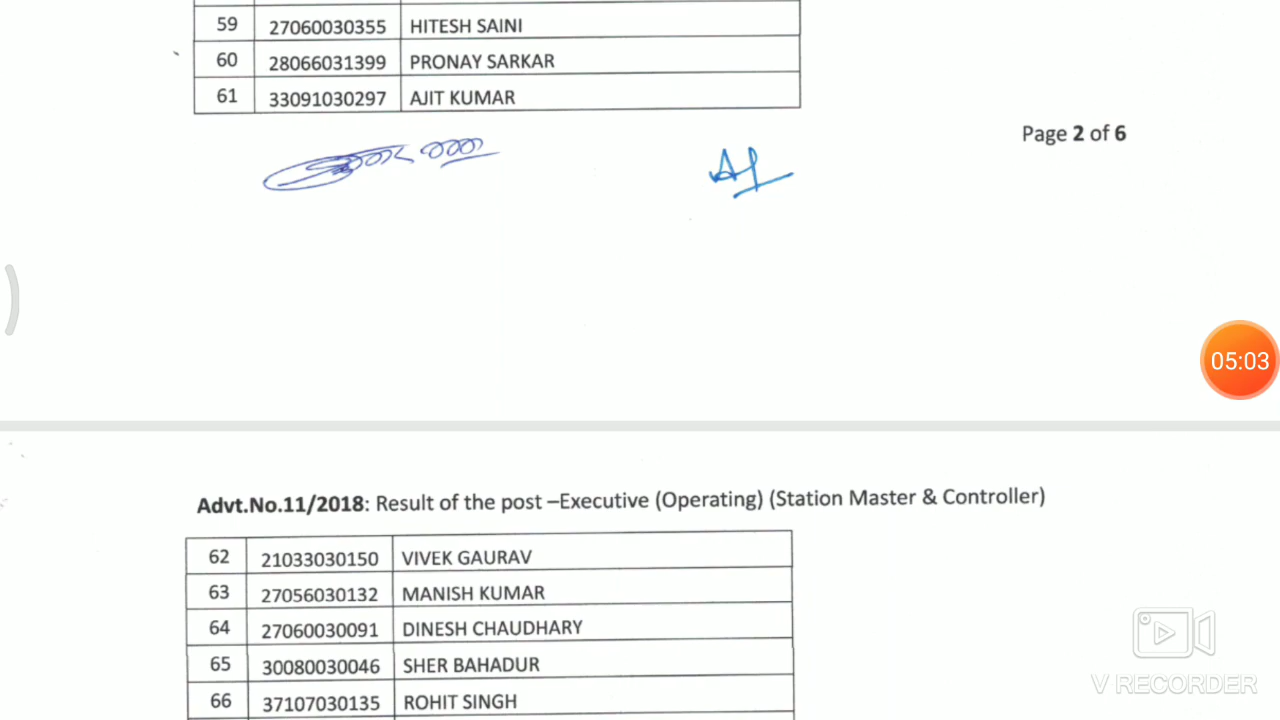 59 27060030355 HITESH SAINI
60 28066031399 PRONAY SARKAR
61 33091030297 AJIT KUMAR
Page 2 of 6
05:03
Advt.No.11/2018: Result of the post –Executive (Operating) (Station Master & Controller)
62 21033030150 VIVEK GAURAV
63 27056030132 MANISH KUMAR
64 27060030091 DINESH CHAUDHARY
65 30080030046 SHER BAHADUR
66 37107030135 ROHIT SINGH
V RECORDER